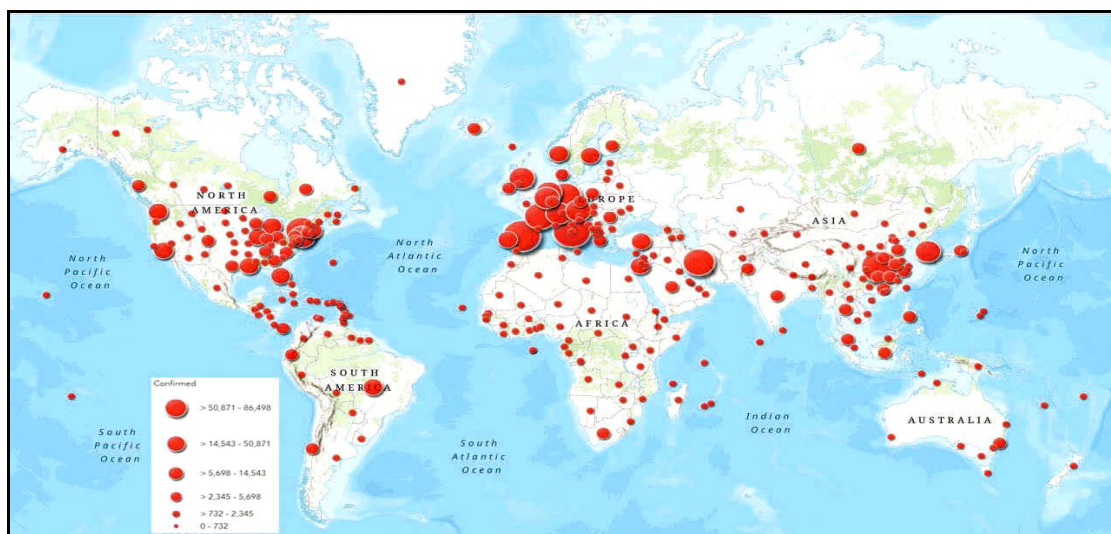 NORTH
AMERICA
EUROPE
ASIA
North
Pacific
Ocean
North
Atlantic
Ocean
North
Pacific
Ocean
AFRICA
SOUTH
AMERICA
Indian
Ocean
AUSTRALIA
South
Pacific
Ocean
South
Atlantic
Ocean
Confirmed
> 50,871 - 86,498
> 14,543 - 50,871
> 5,698 - 14,543
> 2,345 - 5,698
> 732 - 2,345
0 - 732